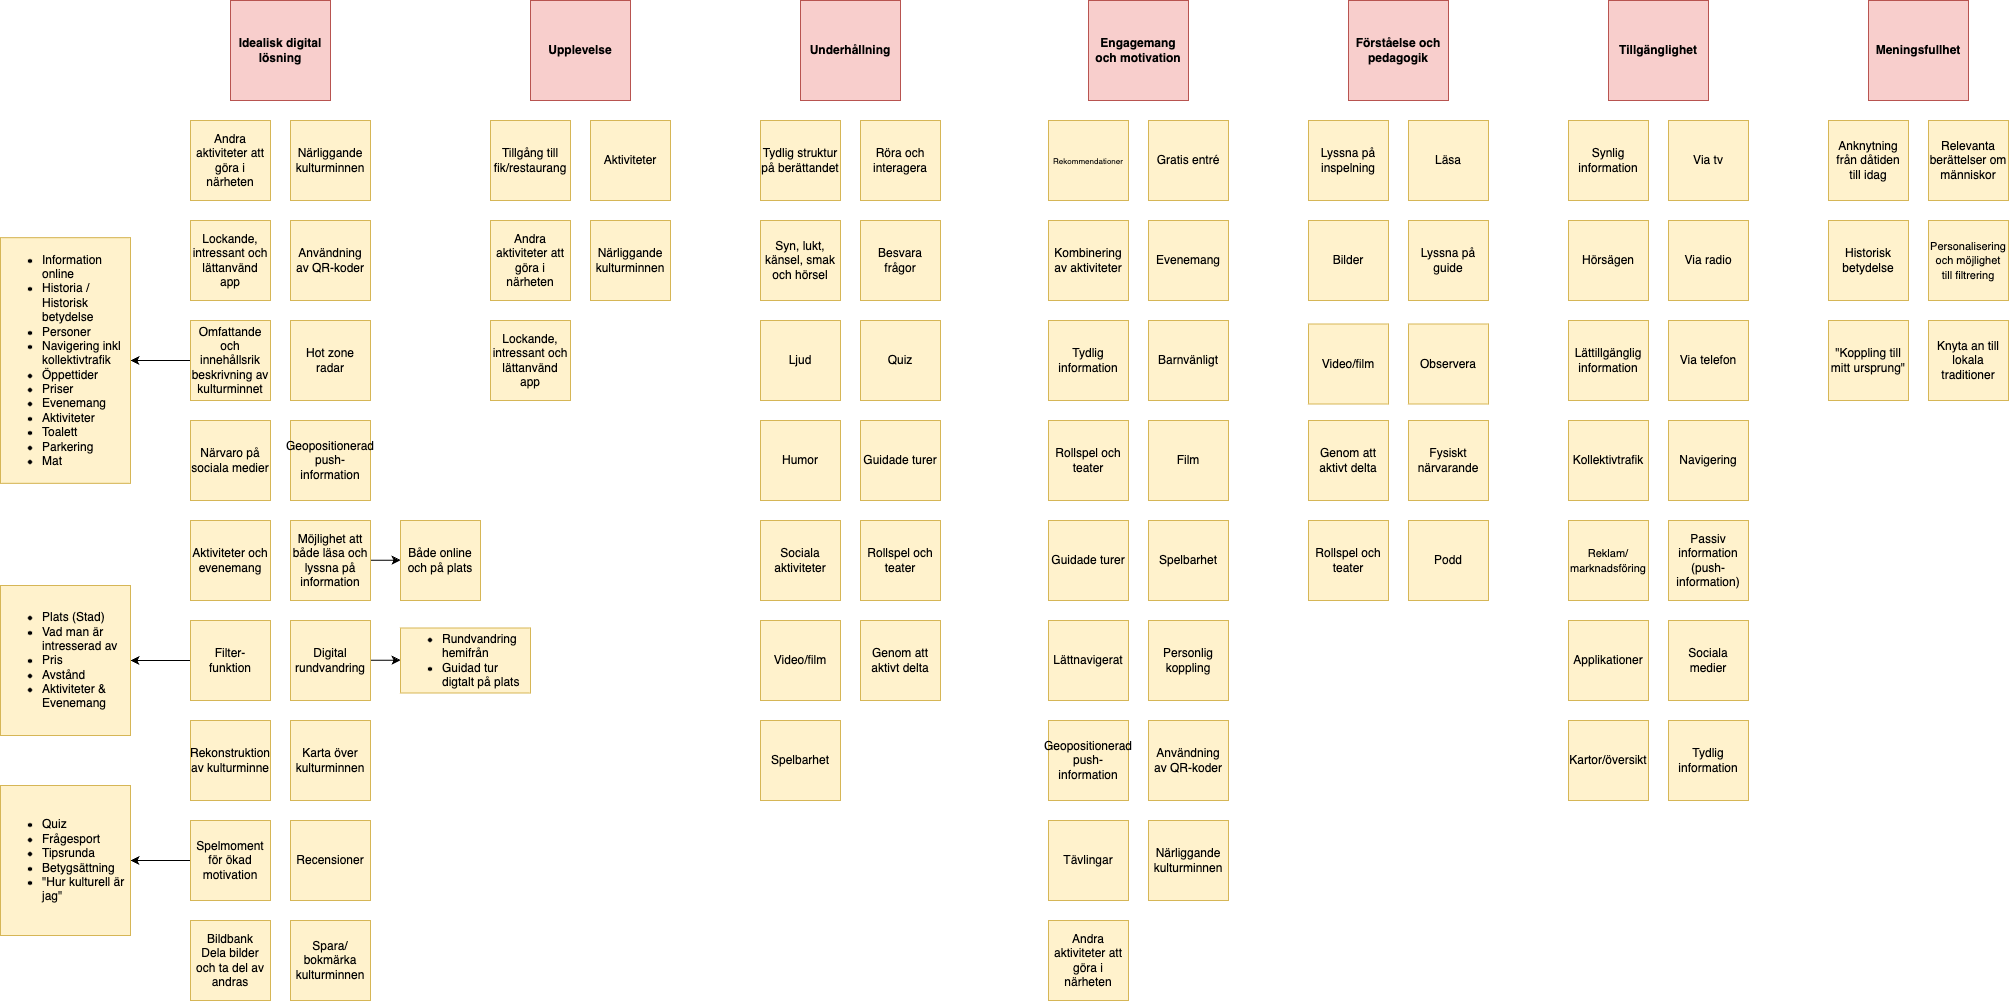 Idealisk digital
lösning
Upplevelse
Underhållning
Engagemang
och motivation
Förståelse och
pedagogik
Tillgänglighet
Meningsfullhet
Andra
aktiviteter att
göra i
närheten
Närliggande
kulturminnen
Lockande,
intressant och
lättanvänd
app
Användning
av QR-koder
Omfattande
och
innehållsrik
beskrivning av
kulturminnet
Hot zone
radar
Information
online
Historia /
Historisk
betydelse
Personer
Navigering inkl
kollektivtrafik
Öppettider
Priser
Evenemang
Aktiviteter
Toalett
Parkering
Mat
Närvaro på
sociala medier
Geopositionerad
push-
information
Aktiviteter och
evenemang
Möjlighet att
både läsa och
lyssna på
information
Både online
och på plats
Plats (Stad)
Vad man är
intresserad av
Pris
Avstånd
Aktiviteter &
Evenemang
Filter-
funktion
Digital
rundvandring
Rundvandring
hemifrån
Guidad tur
digtalt på plats
Rekonstruktion
av kulturminne
Karta över
kulturminnen
Quiz
Frågesport
Tipsrunda
Betygsättning
"Hur kulturell är
jag"
Spelmoment
för ökad
motivation
Recensioner
Bildbank
Dela bilder
och ta del av
andras
Spara/
bokmärka
kulturminnen
Tillgång till
fik/restaurang
Aktiviteter
Andra
aktiviteter att
göra i
närheten
Närliggande
kulturminnen
Lockande,
intressant och
lättanvänd
app
Tydlig struktur
på berättandet
Röra och
interagera
Syn, lukt,
känsel, smak
och hörsel
Besvara
frågor
Ljud
Quiz
Humor
Guidade turer
Sociala
aktiviteter
Rollspel och
teater
Video/film
Genom att
aktivt delta
Spelbarhet
Rekommendationer
Gratis entré
Kombinering
av aktiviteter
Evenemang
Tydlig
information
Barnvänligt
Rollspel och
teater
Film
Guidade turer
Spelbarhet
Lättnavigerat
Personlig
koppling
Geopositionerad
push-
information
Användning
av QR-koder
Tävlingar
Närliggande
kulturminnen
Andra
aktiviteter att
göra i
närheten
Lyssna på
inspelning
Läsa
Bilder
Lyssna på
guide
Video/film
Observera
Genom att
aktivt delta
Fysiskt
närvarande
Rollspel och
teater
Podd
Synlig
information
Via tv
Hörsägen
Via radio
Lättillgänglig
information
Via telefon
Kollektivtrafik
Navigering
Reklam/
marknadsföring
Passiv
information
(push-
information)
Applikationer
Sociala
medier
Kartor/översikt
Tydlig
information
Anknytning
från dåtiden
till idag
Relevanta
berättelser om
människor
Historisk
betydelse
Personalisering
och möjlighet
till filtrering
"Koppling till
mitt ursprung"
Knyta an till
lokala
traditioner